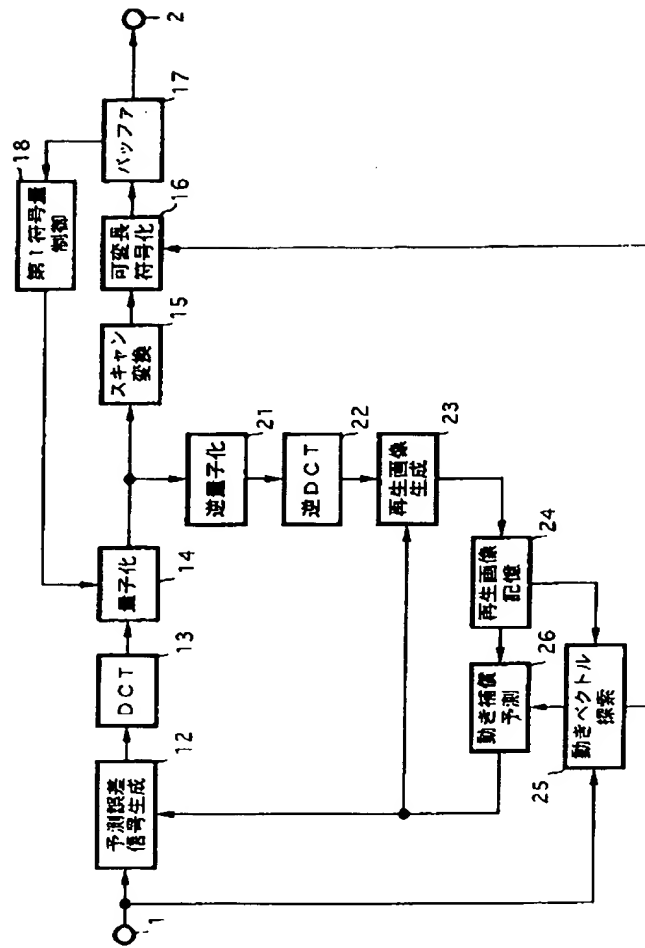 1
予測誤差
信号生成
12
DCT
13
量子化
14
スキャン
変換
15
可変長
符号化
16
バッファ
17
2
第1符号量
制御
18
逆量子化
21
逆DCT
22
再生画像
生成
23
再生画像
記憶
24
動き補償
予測
26
動きベクトル
探索
25